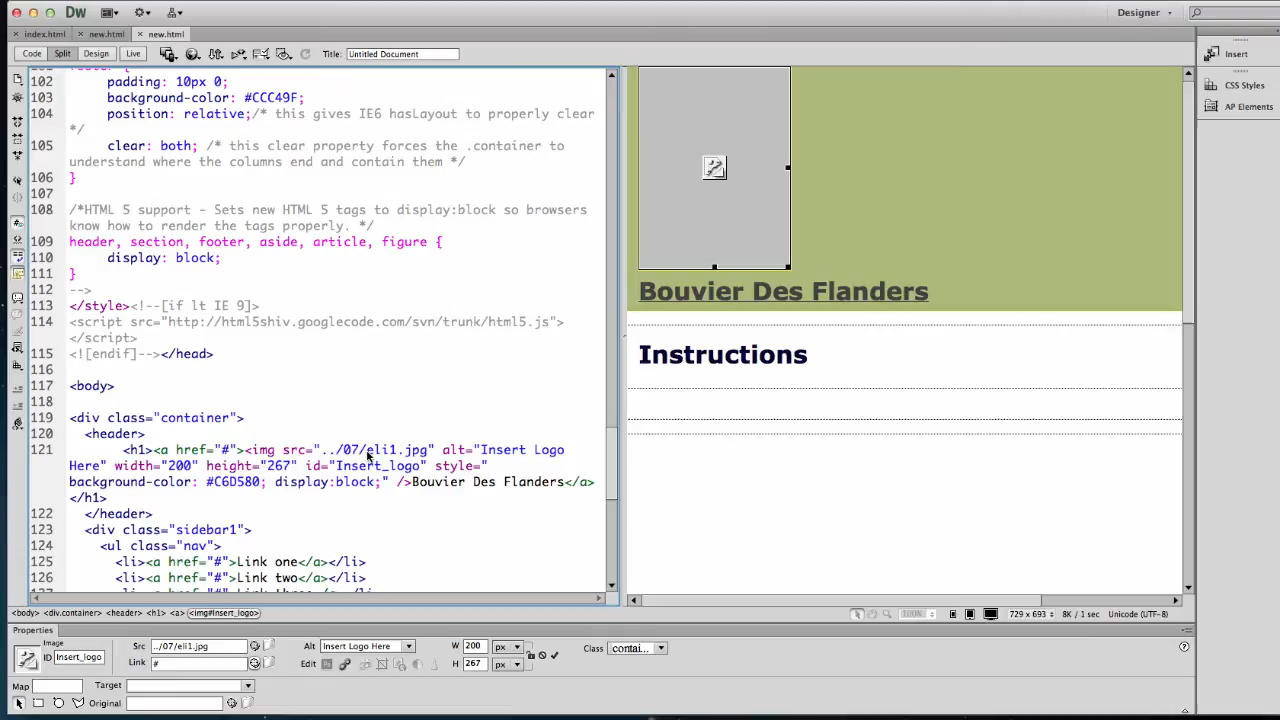 Dw
Designer
index.html
new.html
new.html
Code
Split
Design
Live
Title:
Untitled Document
102 padding: 10px 0;
103 background-color: #CCC49F;
104 position: relative;/* this gives IE6 hasLayout to properly clear
*/
105 clear: both; /* this clear property forces the .container to
understand where the columns end and contain them */
106 }
107
108 /*HTML 5 support - Sets new HTML 5 tags to display:block so browsers
know how to render the tags properly. */
109 header, section, footer, aside, article, figure {
110 display: block;
111 }
112 -->
113 </style><!--[if lt IE 9]>
114 <script src="http://html5shiv.googlecode.com/svn/trunk/html5.js">
</script>
115 <![endif]--></head>
116
117 <body>
118
119 <div class="container">
120 <header>
121 <h1><a href="#"><img src="../07/eli1.jpg" alt="Insert Logo
Here" width="200" height="267" id="Insert_logo" style="
background-color: #C6D580; display:block;" />Bouvier Des Flanders</a>
</h1>
122 </header>
123 <div class="sidebar1">
124 <ul class="nav">
125 <li><a href="#">Link one</a></li>
126 <li><a href="#">Link two</a></li>
Bouvier Des Flanders
Instructions
Insert
CSS Styles
AP Elements
<body> <div.container> <header> <h1> <a> <img#Insert_logo>
100%
729 x 693
8K / 1 sec
Unicode (UTF-8)
Properties
Image
ID Insert_logo
Src ../07/eli1.jpg
Link #
Alt Insert Logo Here
Edit
W 200 px
H 267 px
Class contai...
Map
Target
Original